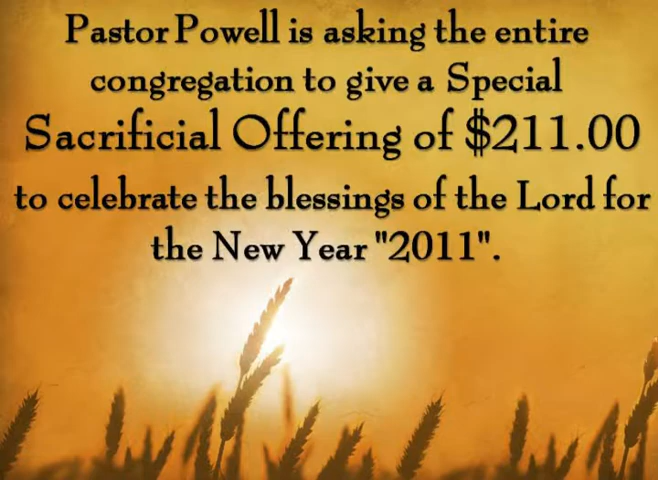 Pastor Powell is asking the entire
congregation to give a Special
Sacrificial Offering of $211.00
to celebrate the blessings of the Lord for
the New Year "2011".